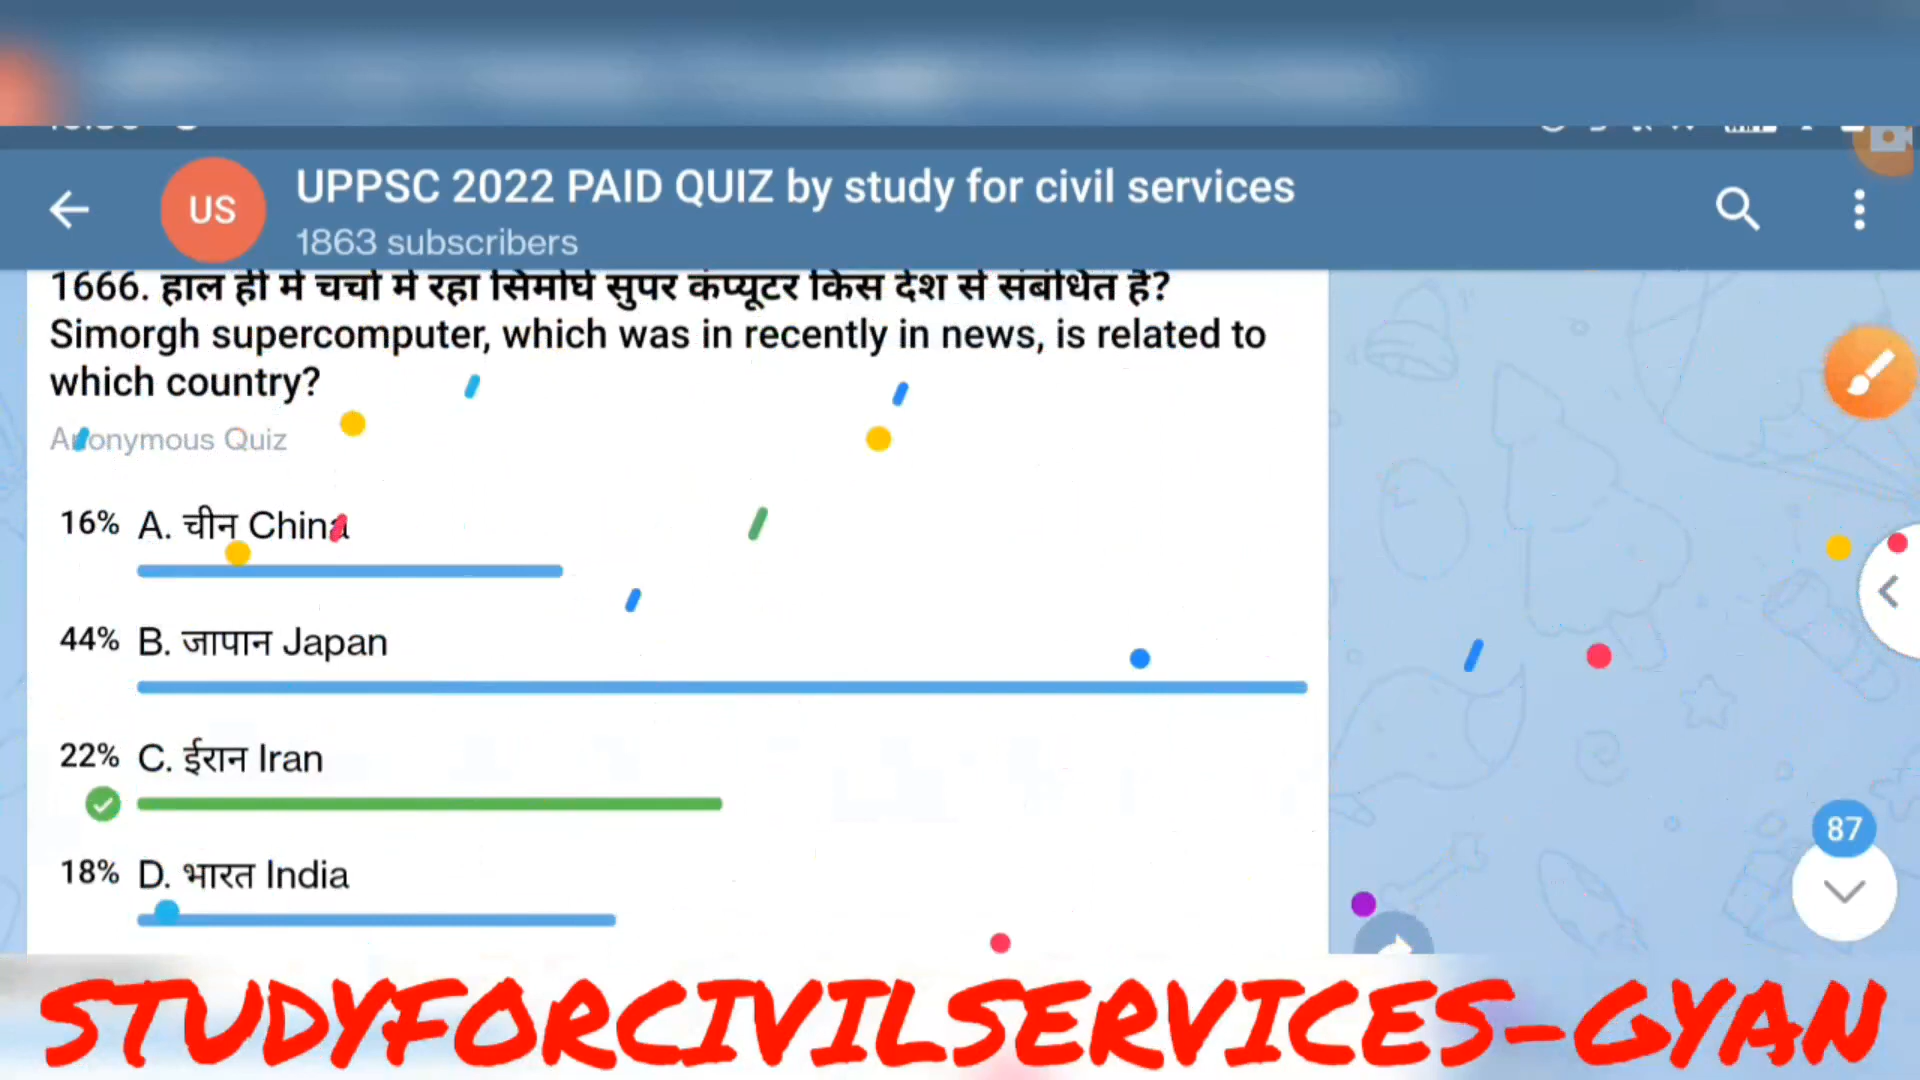 US
UPPSC 2022 PAID QUIZ by study for civil services
1863 subscribers
1666. हाल ही में चर्चा में रहा सिमोर्घ सुपर कंप्यूटर किस देश से संबंधित है?
Simorgh supercomputer, which was in recently in news, is related to
which country?
Anonymous Quiz
16% A. चीन China
44% B. जापान Japan
22% C. ईरान Iran
18% D. भारत India
87
STUDYFORCIVILSERVICES-GYAN